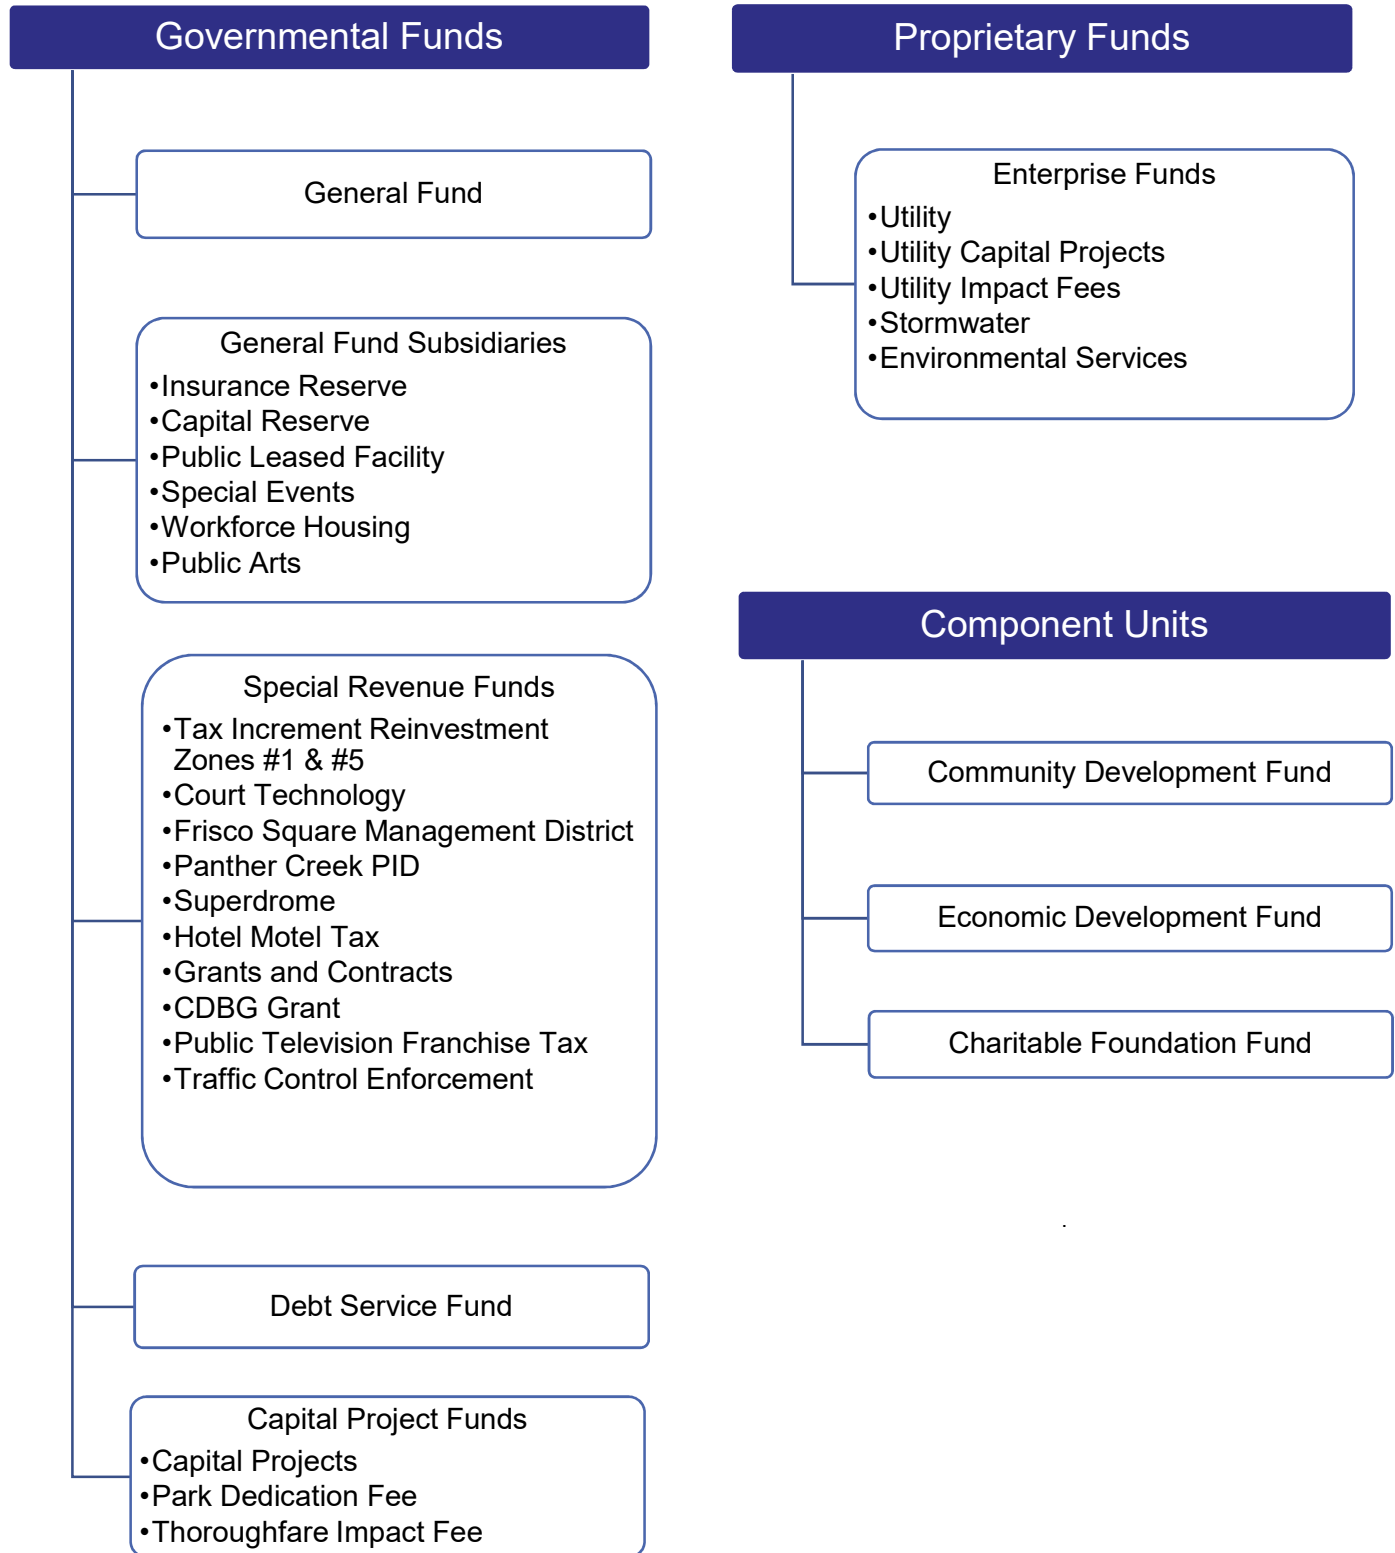 Governmental Funds
General Fund
General Fund Subsidiaries
•Insurance Reserve
•Capital Reserve
•Public Leased Facility
•Special Events
•Workforce Housing
•Public Arts
Special Revenue Funds
•Tax Increment Reinvestment
Zones #1 & #5
•Court Technology
•Frisco Square Management District
•Panther Creek PID
•Superdrome
•Hotel Motel Tax
•Grants and Contracts
•CDBG Grant
•Public Television Franchise Tax
•Traffic Control Enforcement
Debt Service Fund
Capital Project Funds
•Capital Projects
•Park Dedication Fee
•Thoroughfare Impact Fee
Proprietary Funds
Enterprise Funds
•Utility
•Utility Capital Projects
•Utility Impact Fees
•Stormwater
•Environmental Services
Component Units
Community Development Fund
Economic Development Fund
Charitable Foundation Fund
.